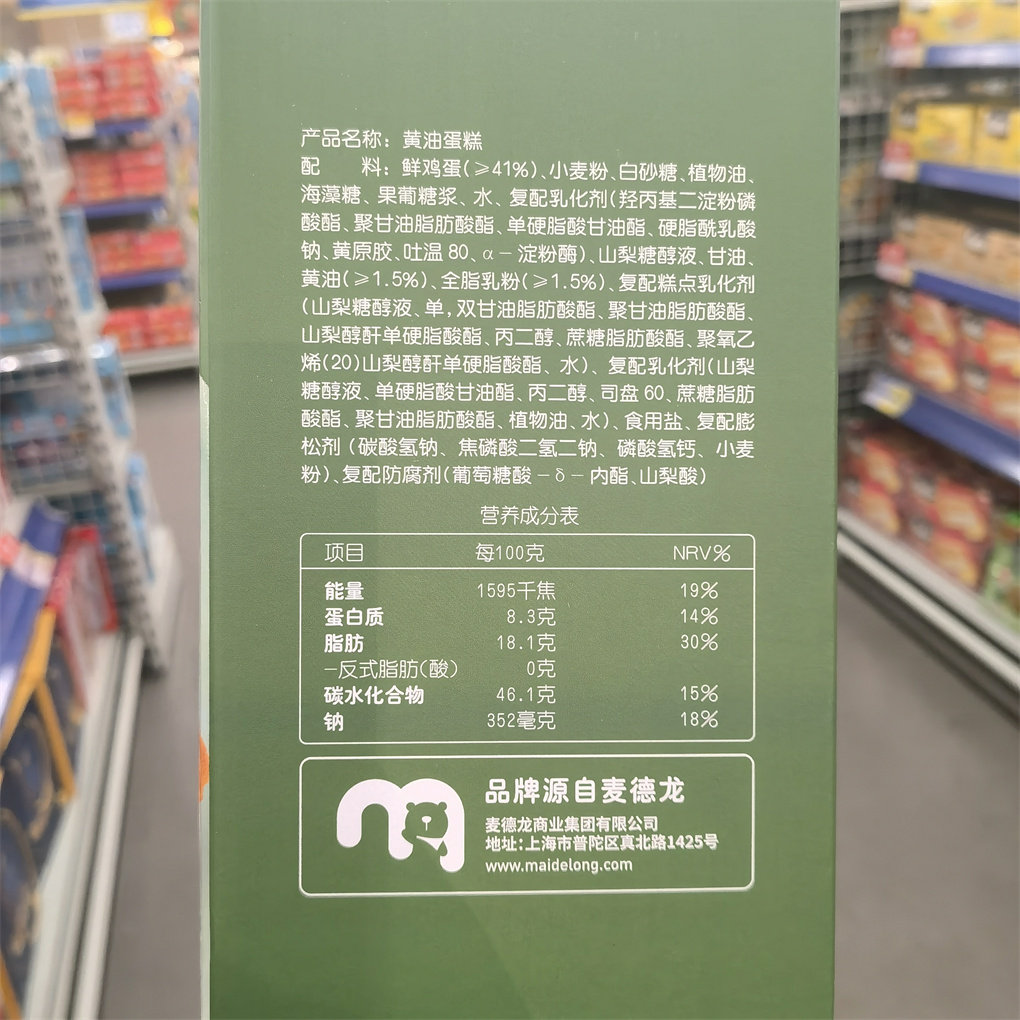 产品名称：黄油蛋糕
配　　料：鲜鸡蛋(≥41%)、小麦粉、白砂糖、植物油、
海藻糖、果葡糖浆、水、复配乳化剂(羟丙基二淀粉磷
酸酯、聚甘油脂肪酸酯、单硬脂酸甘油酯、硬脂酰乳酸
钠、黄原胶、吐温80、α－淀粉酶)、山梨糖醇液、甘油、
黄油(≥1.5%)、全脂乳粉(≥1.5%)、复配糕点乳化剂
(山梨糖醇液、单,双甘油脂肪酸酯、聚甘油脂肪酸酯、
山梨醇酐单硬脂酸酯、丙二醇、蔗糖脂肪酸酯、聚氧乙
烯(20)山梨醇酐单硬脂酸酯、水)、复配乳化剂(山梨
糖醇液、单硬脂酸甘油酯、丙二醇、司盘60、蔗糖脂肪
酸酯、聚甘油脂肪酸酯、植物油、水)、食用盐、复配膨
松剂(碳酸氢钠、焦磷酸二氢二钠、磷酸氢钙、小麦
粉)、复配防腐剂(葡萄糖酸－δ－内酯、山梨酸)
营养成分表
项目 每100克 NRV%
能量 1595千焦 19%
蛋白质 8.3克 14%
脂肪 18.1克 30%
－反式脂肪(酸) 0克
碳水化合物 46.1克 15%
钠 352毫克 18%
品牌源自麦德龙
麦德龙商业集团有限公司
地址:上海市普陀区真北路1425号
www.maidelong.com